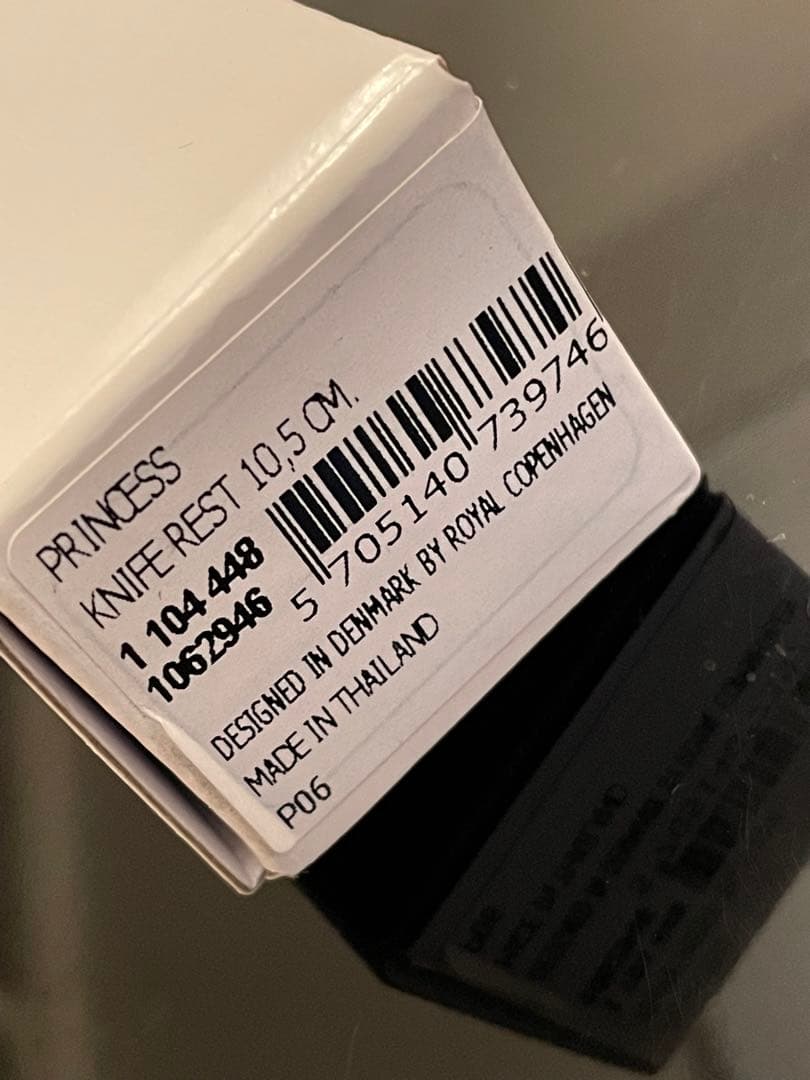 PRINCESS
KNIFE REST 10,5 CM.
1 104 448
1062946
5 705140 739746
DESIGNED IN DENMARK BY ROYAL COPENHAGEN
MADE IN THAILAND
P06